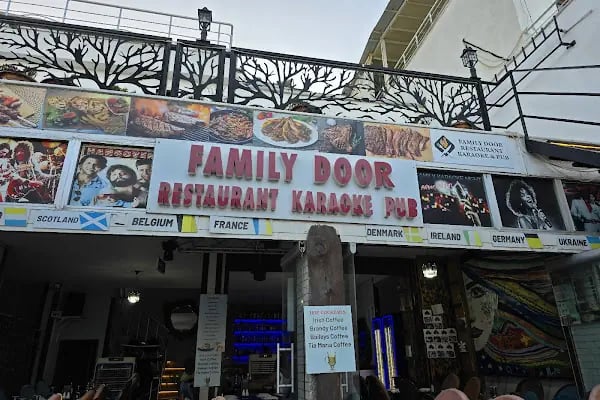 FAMILY DOOR
RESTAURANT
KARAOKE & PUB
FAMILY DOOR
RESTAURANT KARAOKE PUB
SCOTLAND
BELGIUM
FRANCE
DENMARK
IRELAND
GERMANY
UKRAINE
Irish Coffee
Brandy Coffee
Baileys Coffee
Tia Maria Coffee